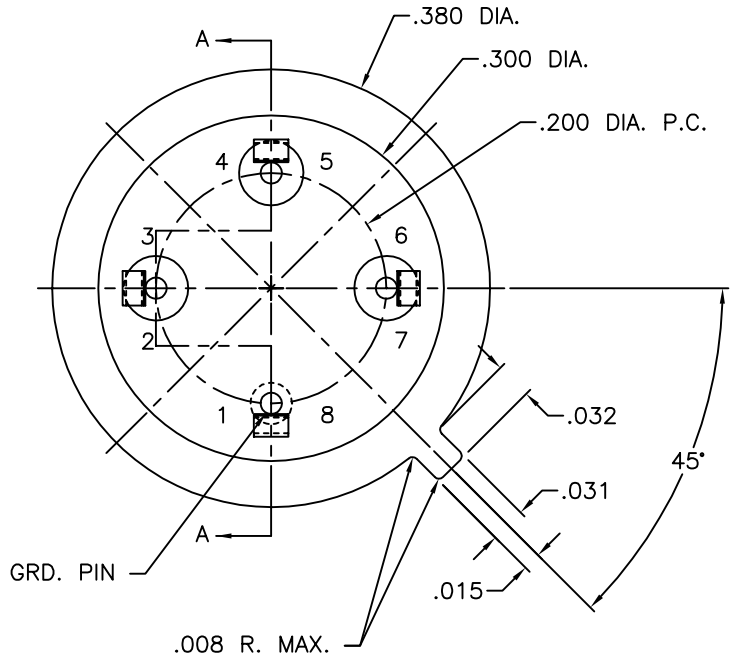 .380 DIA.
A
.300 DIA.
.200 DIA. P.C.
4
5
3
6
2
7
1
8
.032
45°
.031
A
GRD. PIN
.015
.008 R. MAX.